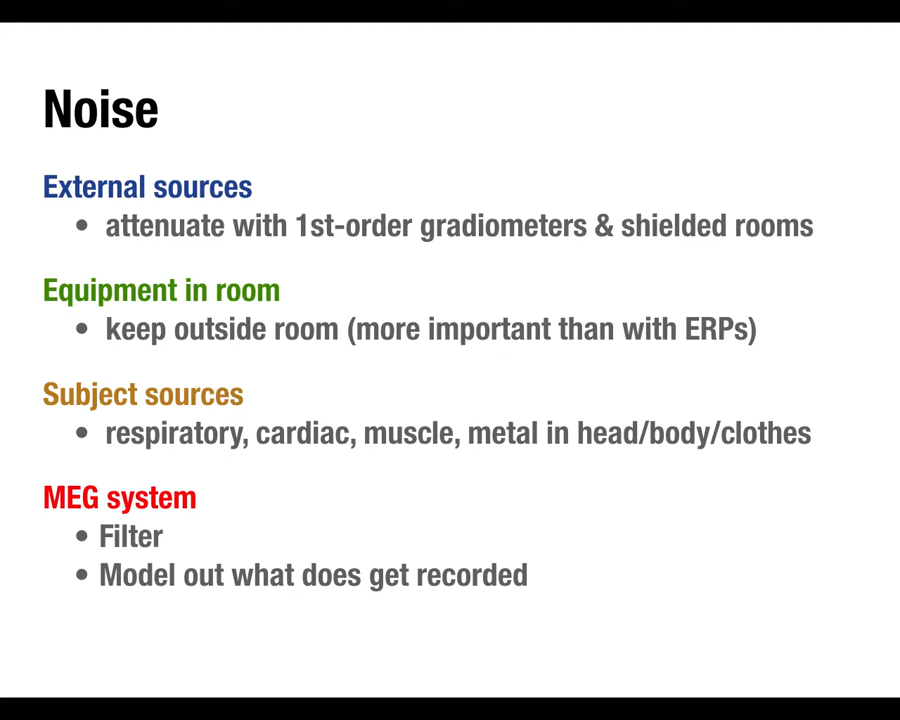 Noise
External sources
• attenuate with 1st-order gradiometers & shielded rooms
Equipment in room
• keep outside room (more important than with ERPs)
Subject sources
• respiratory, cardiac, muscle, metal in head/body/clothes
MEG system
• Filter
• Model out what does get recorded